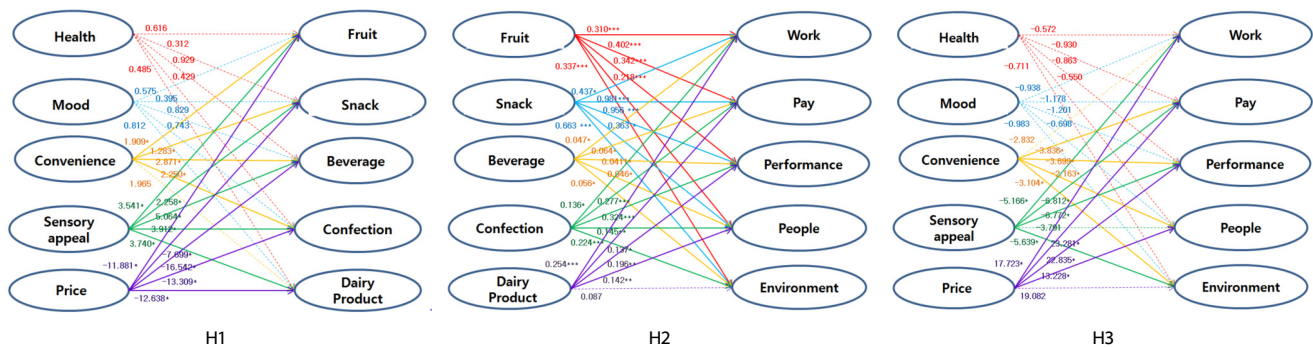 Health
Mood
Convenience
Sensory
appeal
Price
0.616
0.312
0.929
0.429
0.485
0.575
0.395
0.829
0.743
0.812
1.909*
1.283*
2.871*
2.250*
1.965
3.541*
2.258*
5.064*
3.912*
3.740*
-11.881*
-7.699*
-16.542*
-13.309*
-12.638*
Fruit
Snack
Beverage
Confection
Dairy
Product
H1
Fruit
Snack
Beverage
Confection
Dairy
Product
0.310***
0.402***
0.342***
0.218***
0.337***
0.437*
0.981***
0.956 ***
0.363**
0.663 ***
0.047*
0.064*
0.041*
0.046*
0.056*
0.136*
0.277***
0.324***
0.145**
0.224***
0.254***
0.197*
0.196**
0.142**
0.087
Work
Pay
Performance
People
Environment
H2
Health
Mood
Convenience
Sensory
appeal
Price
-0.572
-0.930
-0.863
-0.550
-0.711
-0.938
-1.178
-1.201
-0.698
-0.983
-2.832
-3.836*
-3.699*
-2.163*
-3.104*
-5.166*
-6.812*
-6.772*
-3.791
-5.639*
17.723*
23.281*
22.835*
13.228*
19.082
Work
Pay
Performance
People
Environment
H3